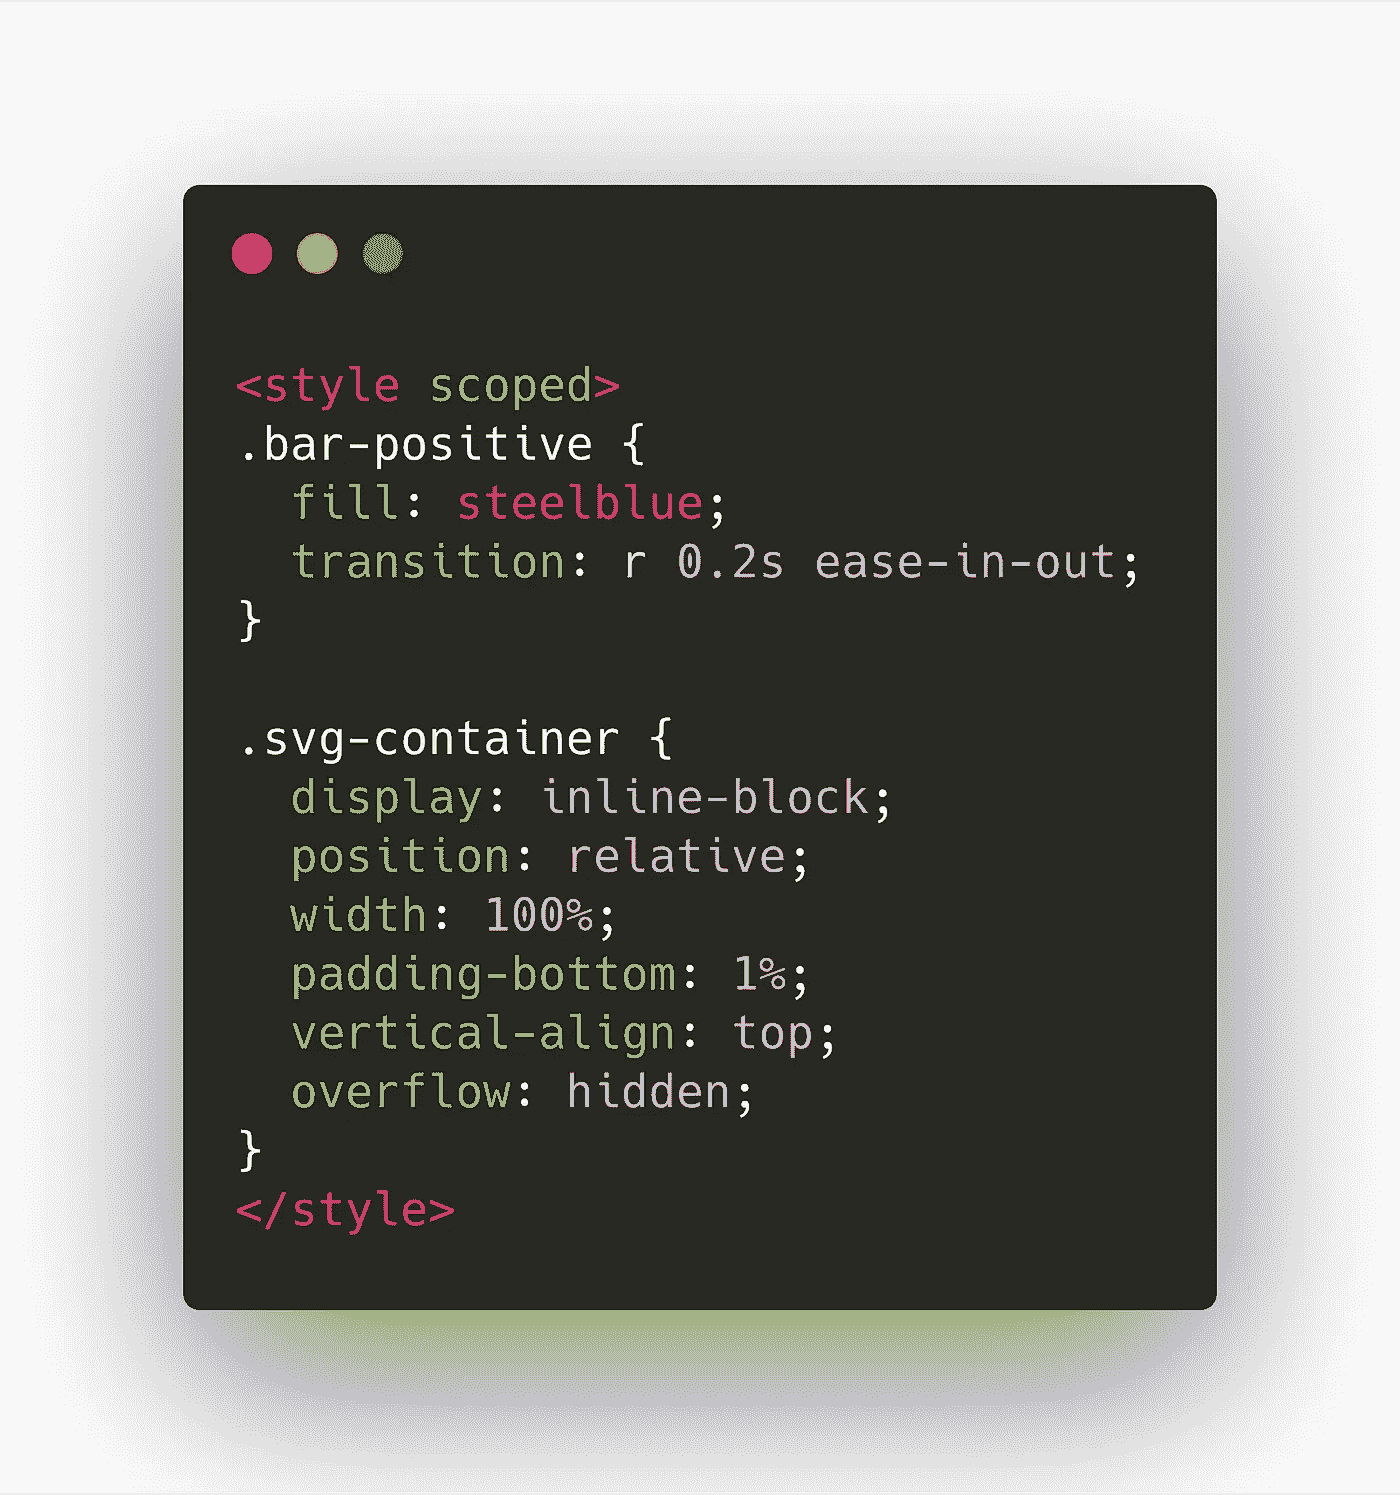 <style scoped>
.bar-positive {
  fill: steelblue;
  transition: r 0.2s ease-in-out;
}

.svg-container {
  display: inline-block;
  position: relative;
  width: 100%;
  padding-bottom: 1%;
  vertical-align: top;
  overflow: hidden;
}
</style>